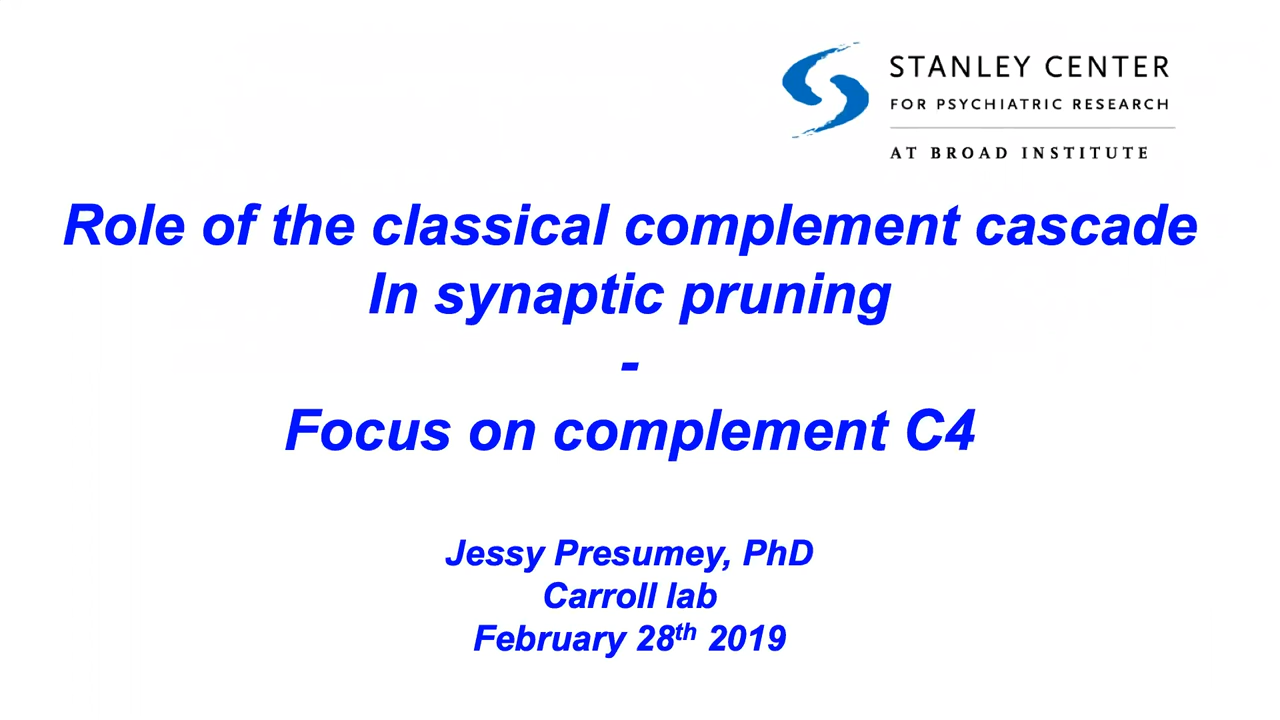 STANLEY CENTER
FOR PSYCHIATRIC RESEARCH
AT BROAD INSTITUTE
Role of the classical complement cascade
In synaptic pruning
-
Focus on complement C4
Jessy Presumey, PhD
Carroll lab
February 28th 2019